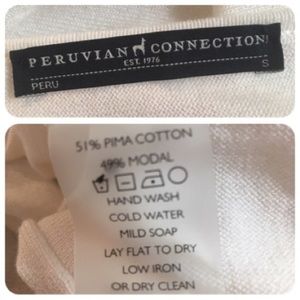 PERUVIAN CONNECTION
EST. 1976
PERU S
51% PIMA COTTON
49% MODAL
HAND WASH
COLD WATER
MILD SOAP
LAY FLAT TO DRY
LOW IRON
OR DRY CLEAN